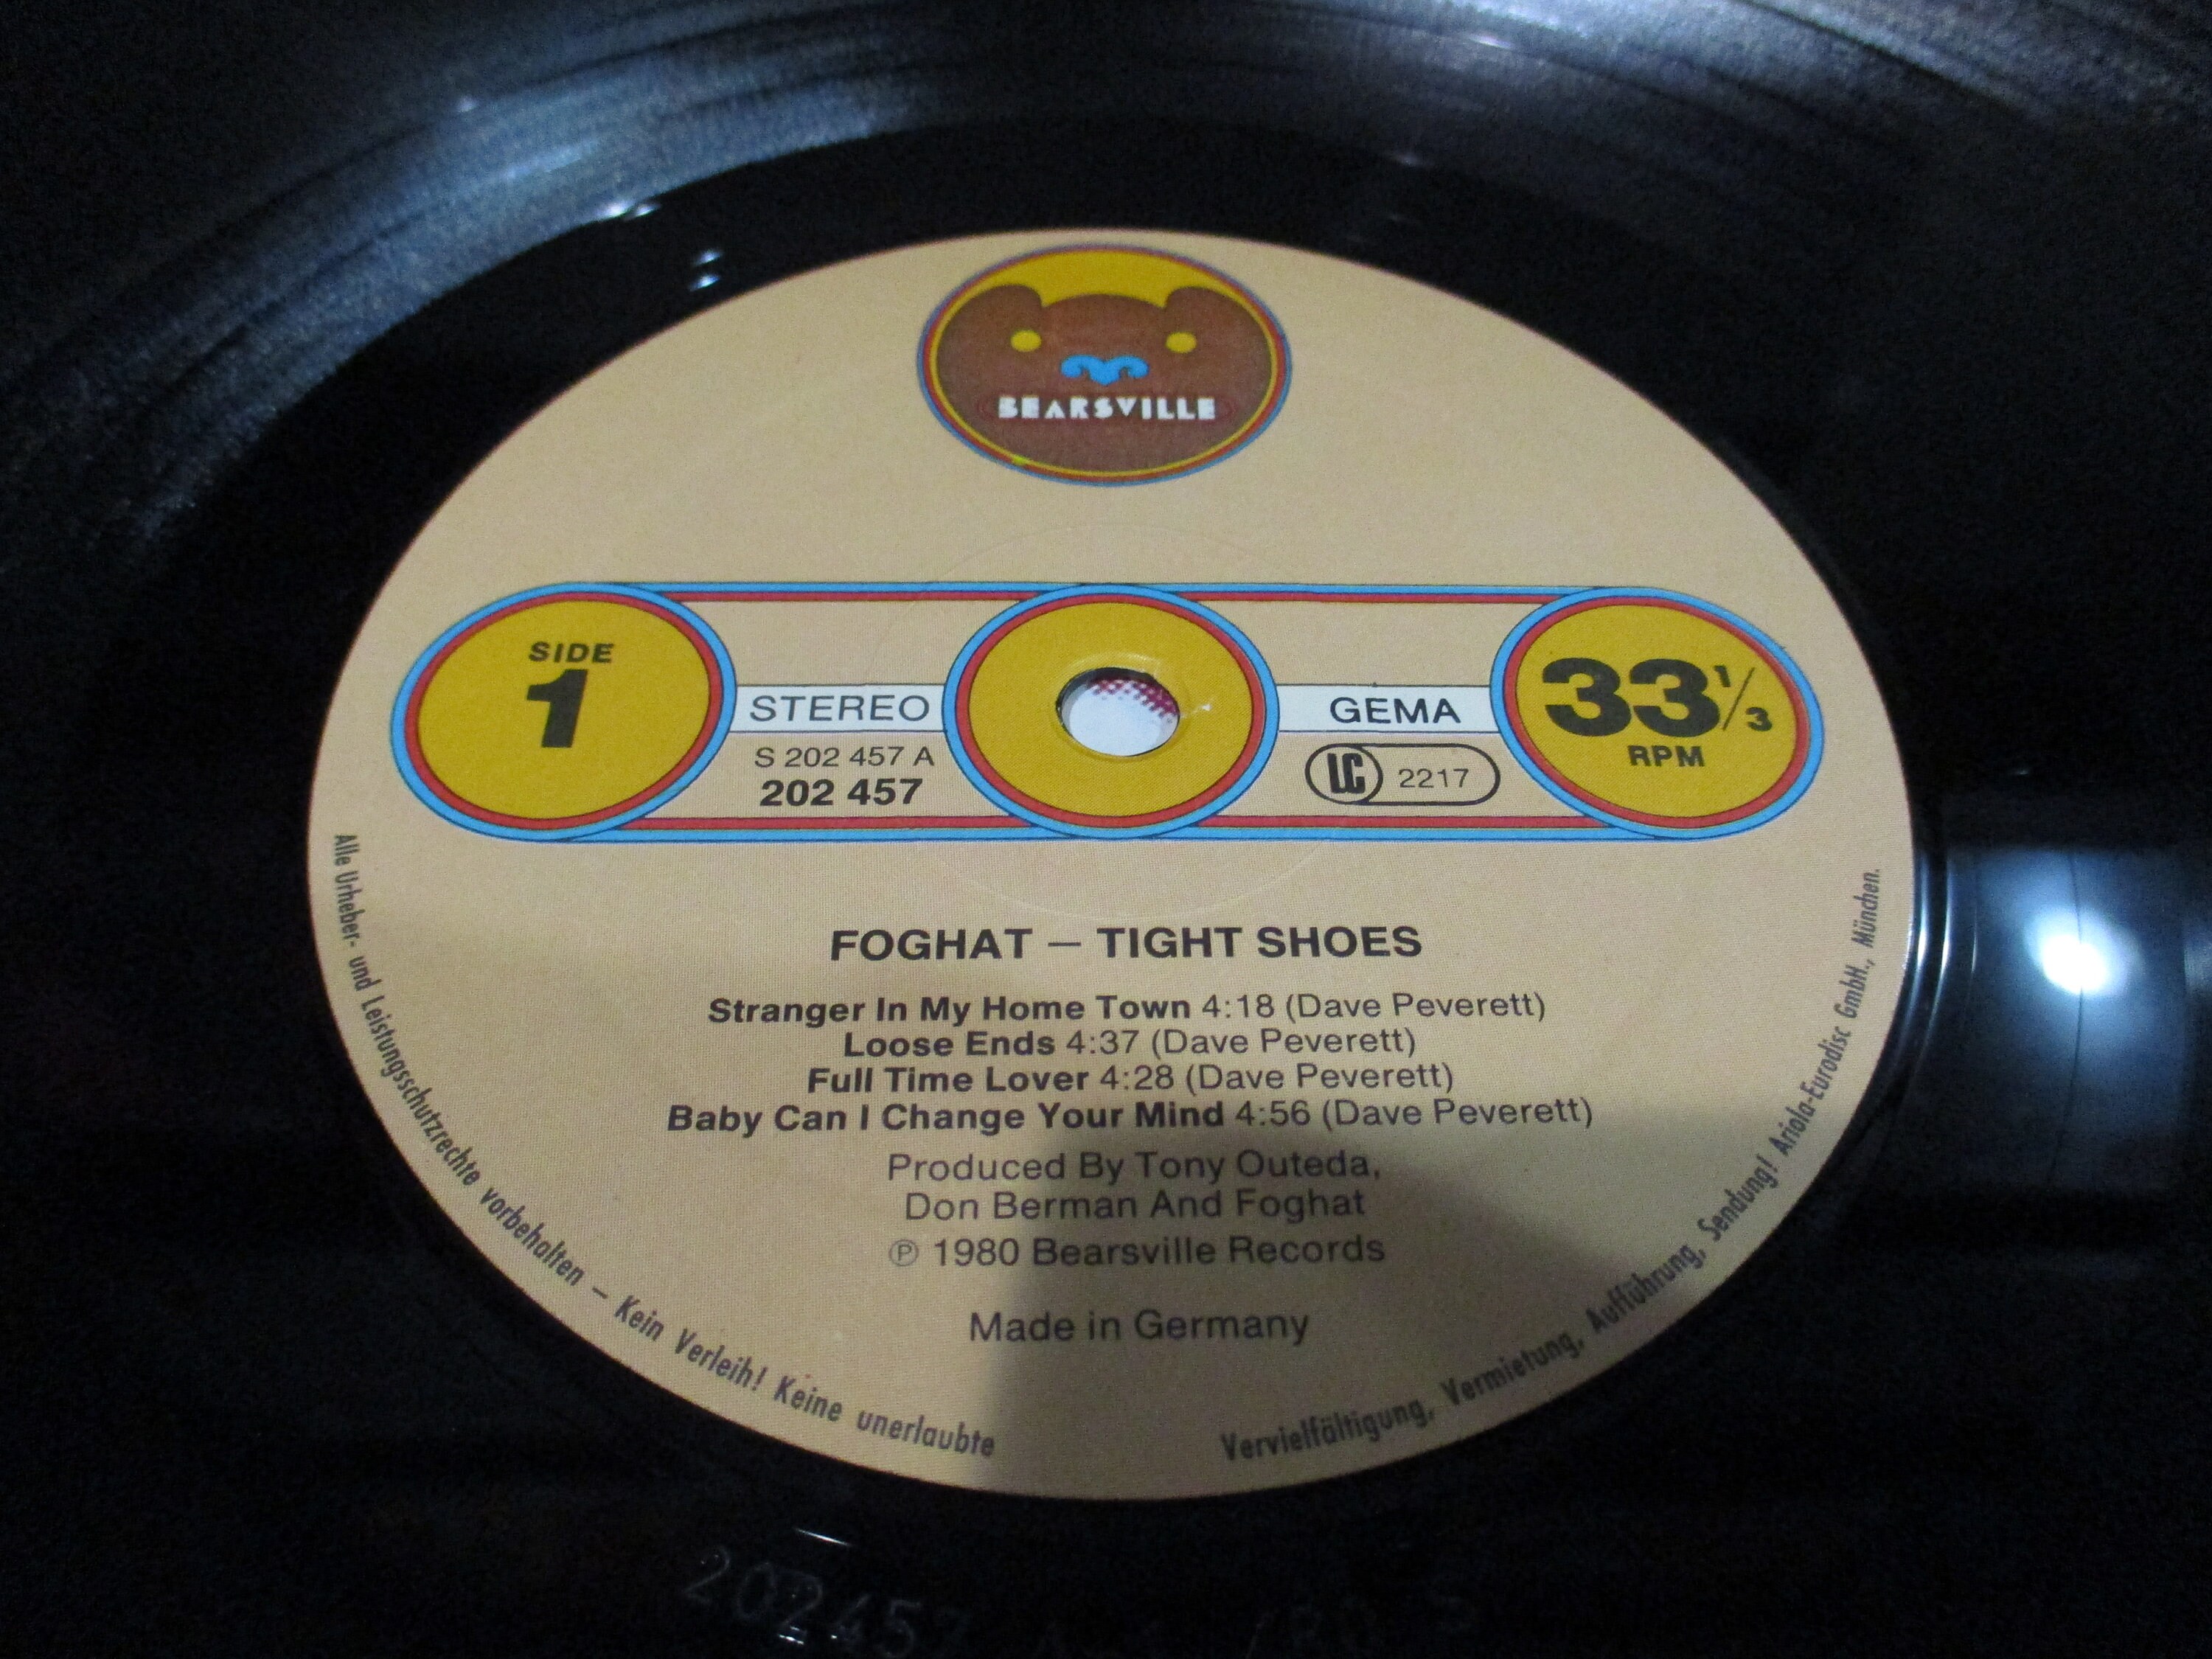 BEARSVILLE
SIDE
1
STEREO
S 202 457 A
202 457
GEMA
LC 2217
33 1/3
RPM
FOGHAT — TIGHT SHOES
Stranger In My Home Town 4:18 (Dave Peverett)
Loose Ends 4:37 (Dave Peverett)
Full Time Lover 4:28 (Dave Peverett)
Baby Can I Change Your Mind 4:56 (Dave Peverett)
Produced By Tony Outeda,
Don Berman And Foghat
℗ 1980 Bearsville Records
Made in Germany
Alle Urheber- und Leistungsschutzrechte vorbehalten – Kein Verleih! Keine unerlaubte
Vervielfältigung, Vermietung, Aufführung, Sendung! Ariola-Eurodisc GmbH., München.
202457